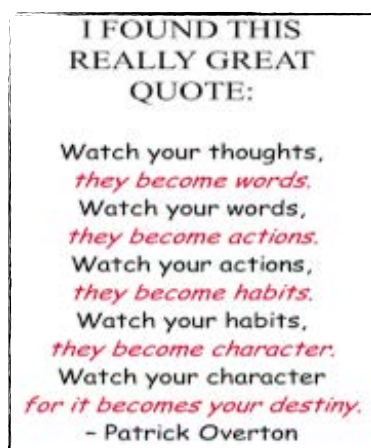 I FOUND THIS
REALLY GREAT
QUOTE:
Watch your thoughts,
they become words.
Watch your words,
they become actions.
Watch your actions,
they become habits.
Watch your habits,
they become character.
Watch your character
for it becomes your destiny.
– Patrick Overton